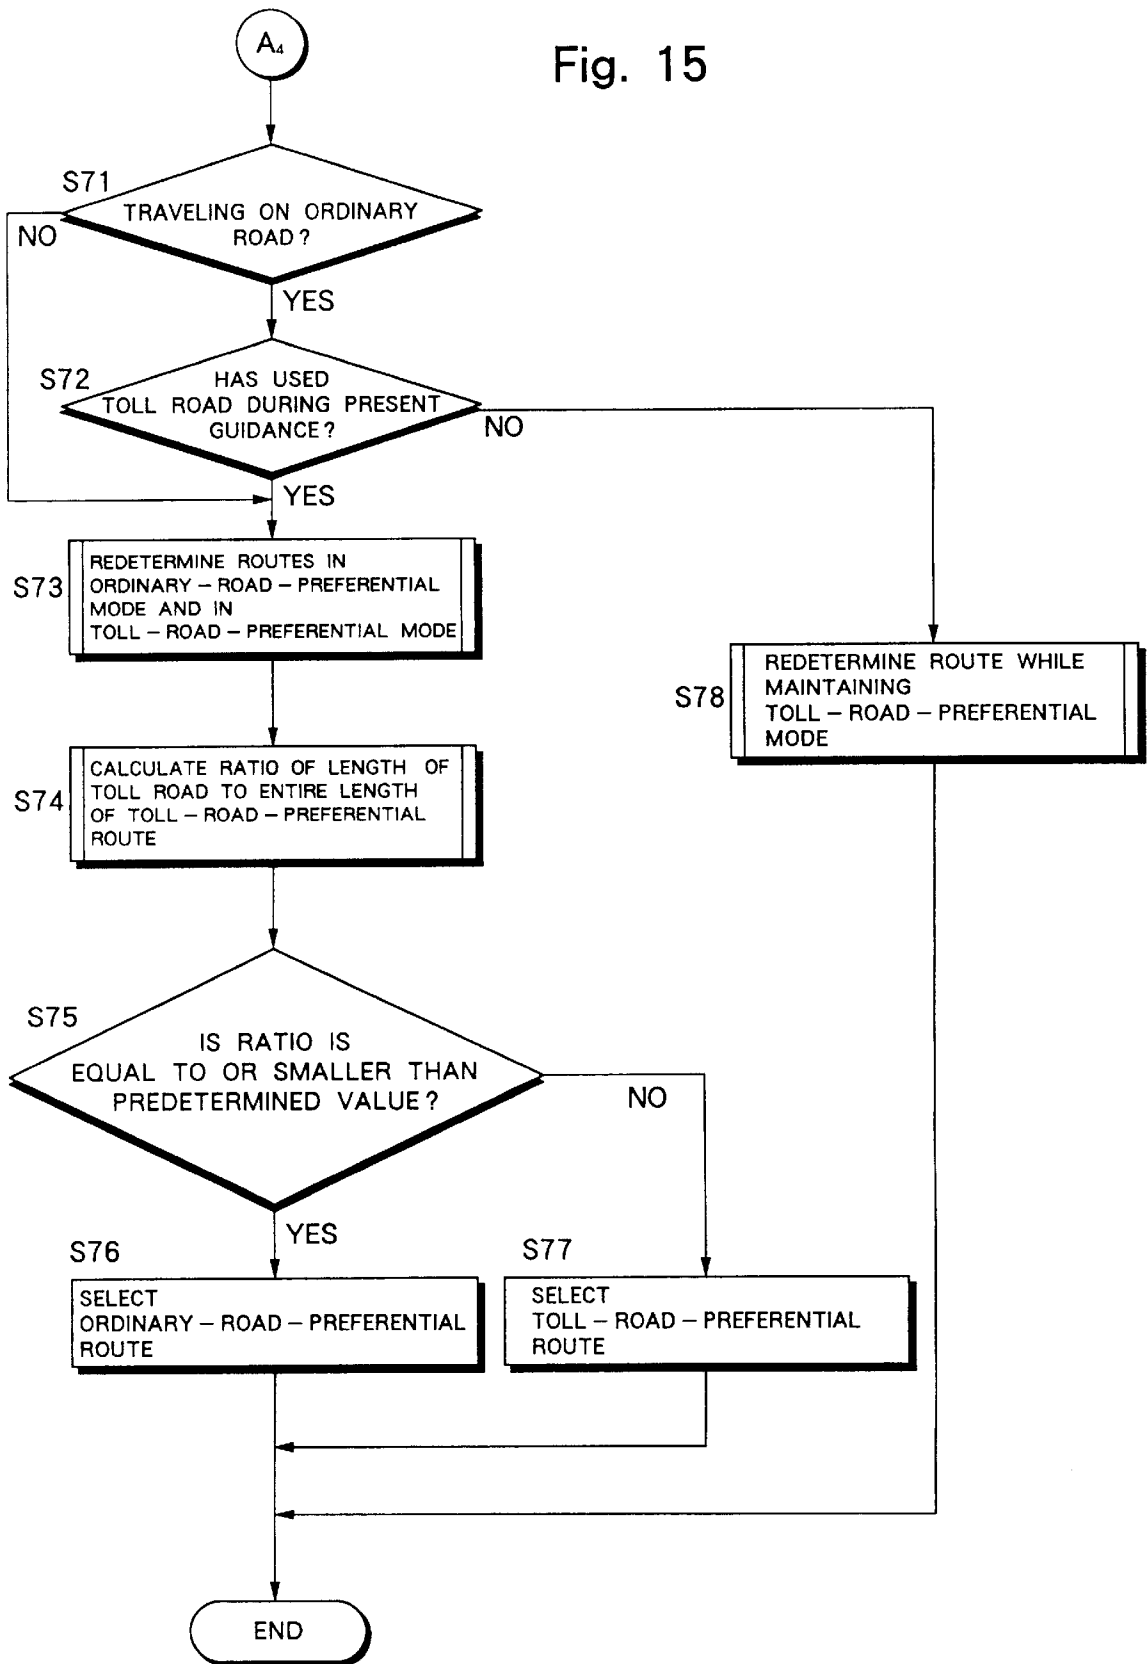 A₄
Fig. 15
S71
TRAVELING ON ORDINARY
ROAD?
NO
YES
S72
HAS USED
TOLL ROAD DURING PRESENT
GUIDANCE?
NO
YES
S73
REDETERMINE ROUTES IN
ORDINARY-ROAD-PREFERENTIAL
MODE AND IN
TOLL-ROAD-PREFERENTIAL MODE
S78
REDETERMINE ROUTE WHILE
MAINTAINING
TOLL-ROAD-PREFERENTIAL
MODE
S74
CALCULATE RATIO OF LENGTH OF
TOLL ROAD TO ENTIRE LENGTH
OF TOLL-ROAD-PREFERENTIAL
ROUTE
S75
IS RATIO IS
EQUAL TO OR SMALLER THAN
PREDETERMINED VALUE?
NO
YES
S76
SELECT
ORDINARY-ROAD-PREFERENTIAL
ROUTE
S77
SELECT
TOLL-ROAD-PREFERENTIAL
ROUTE
END